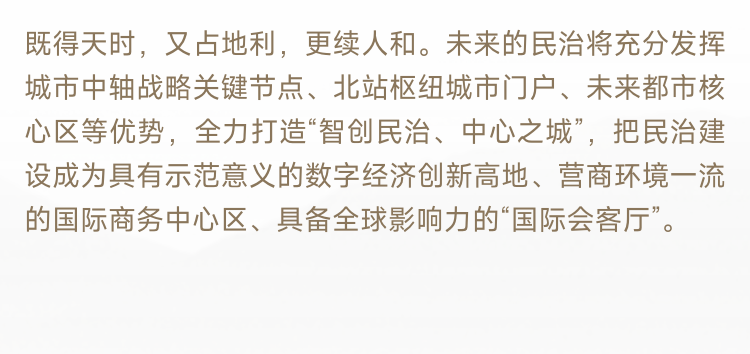 既得天时，又占地利，更续人和。未来的民治将充分发挥
城市中轴战略关键节点、北站枢纽城市门户、未来都市核
心区等优势，全力打造“智创民治、中心之城”，把民治建
设成为具有示范意义的数字经济创新高地、营商环境一流
的国际商务中心区、具备全球影响力的“国际会客厅”。